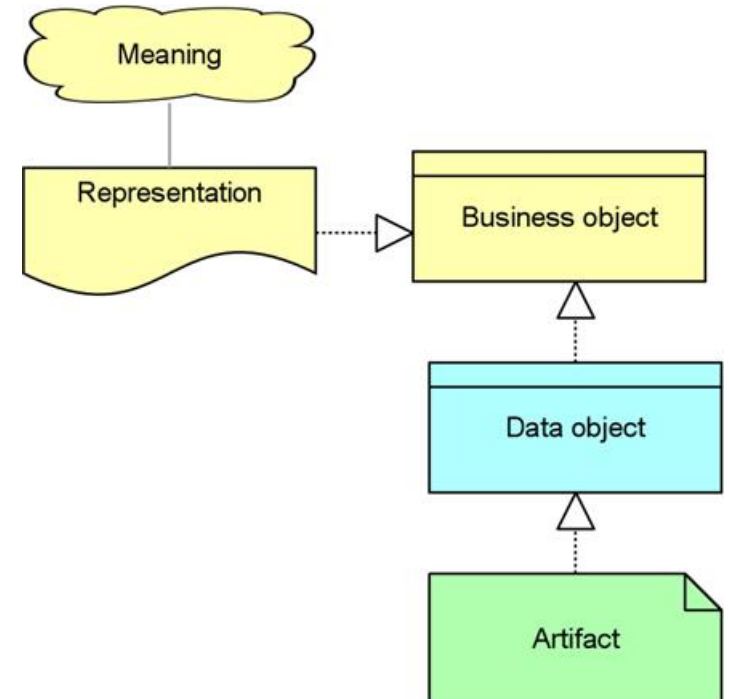 Meaning
Representation
Business object
Data object
Artifact